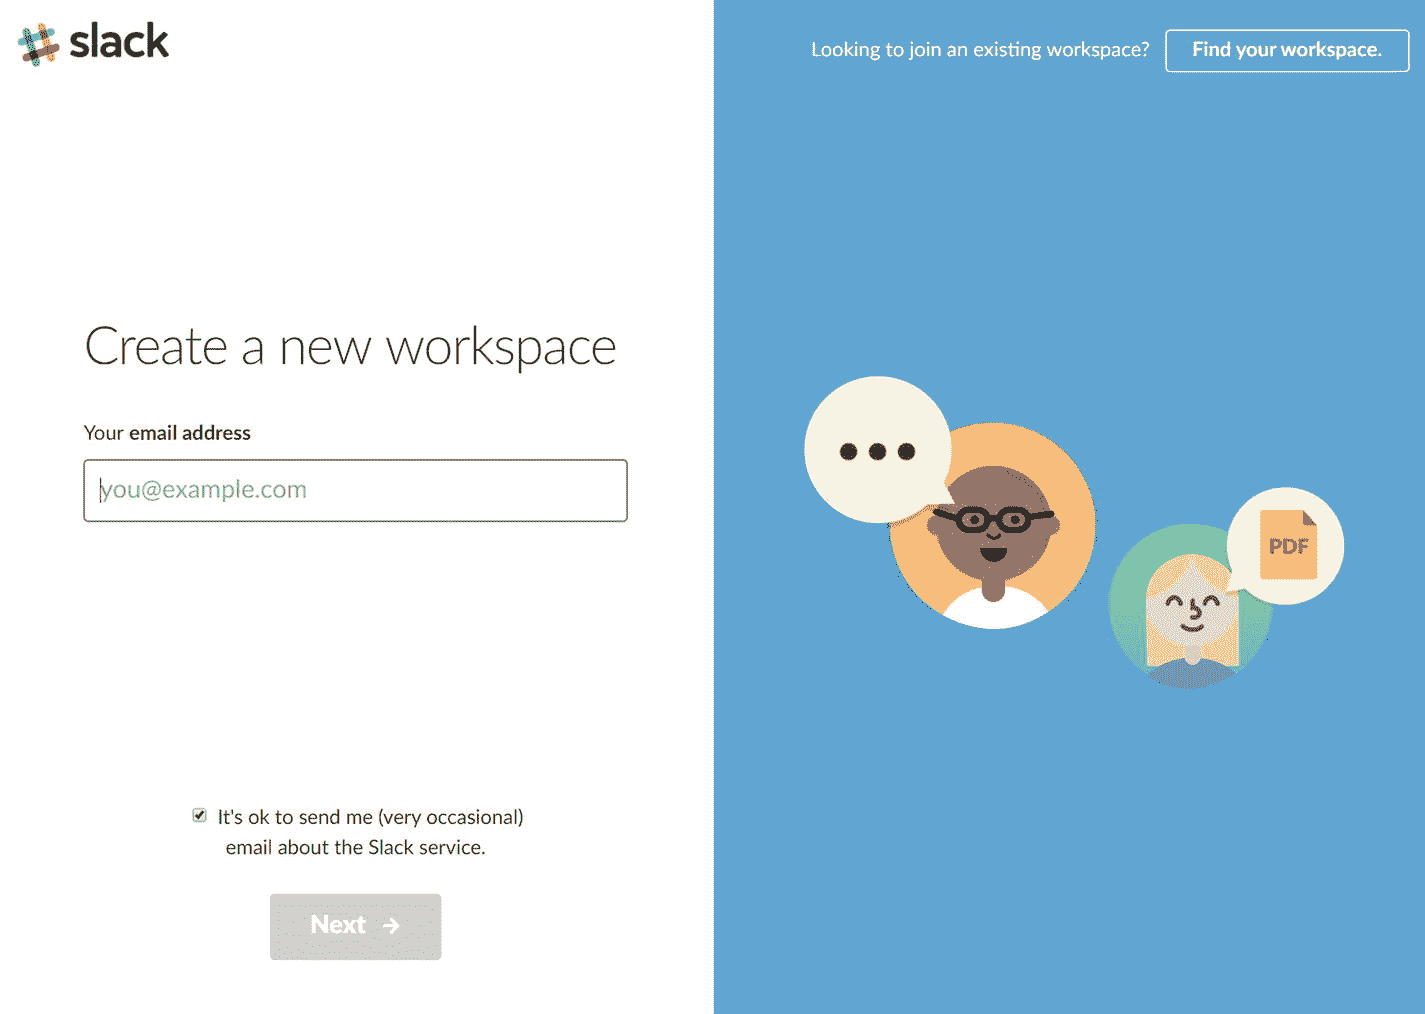 slack
Looking to join an existing workspace? Find your workspace.
Create a new workspace
Your email address
you@example.com
PDF
It's ok to send me (very occasional)
email about the Slack service.
Next →